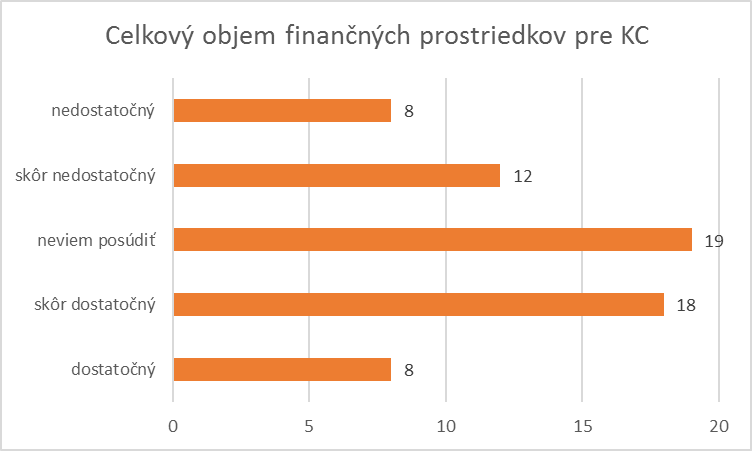 Celkový objem finančných prostriedkov pre KC
nedostatočný
8
skôr nedostatočný
12
neviem posúdiť
19
skôr dostatočný
18
dostatočný
8
0 5 10 15 20